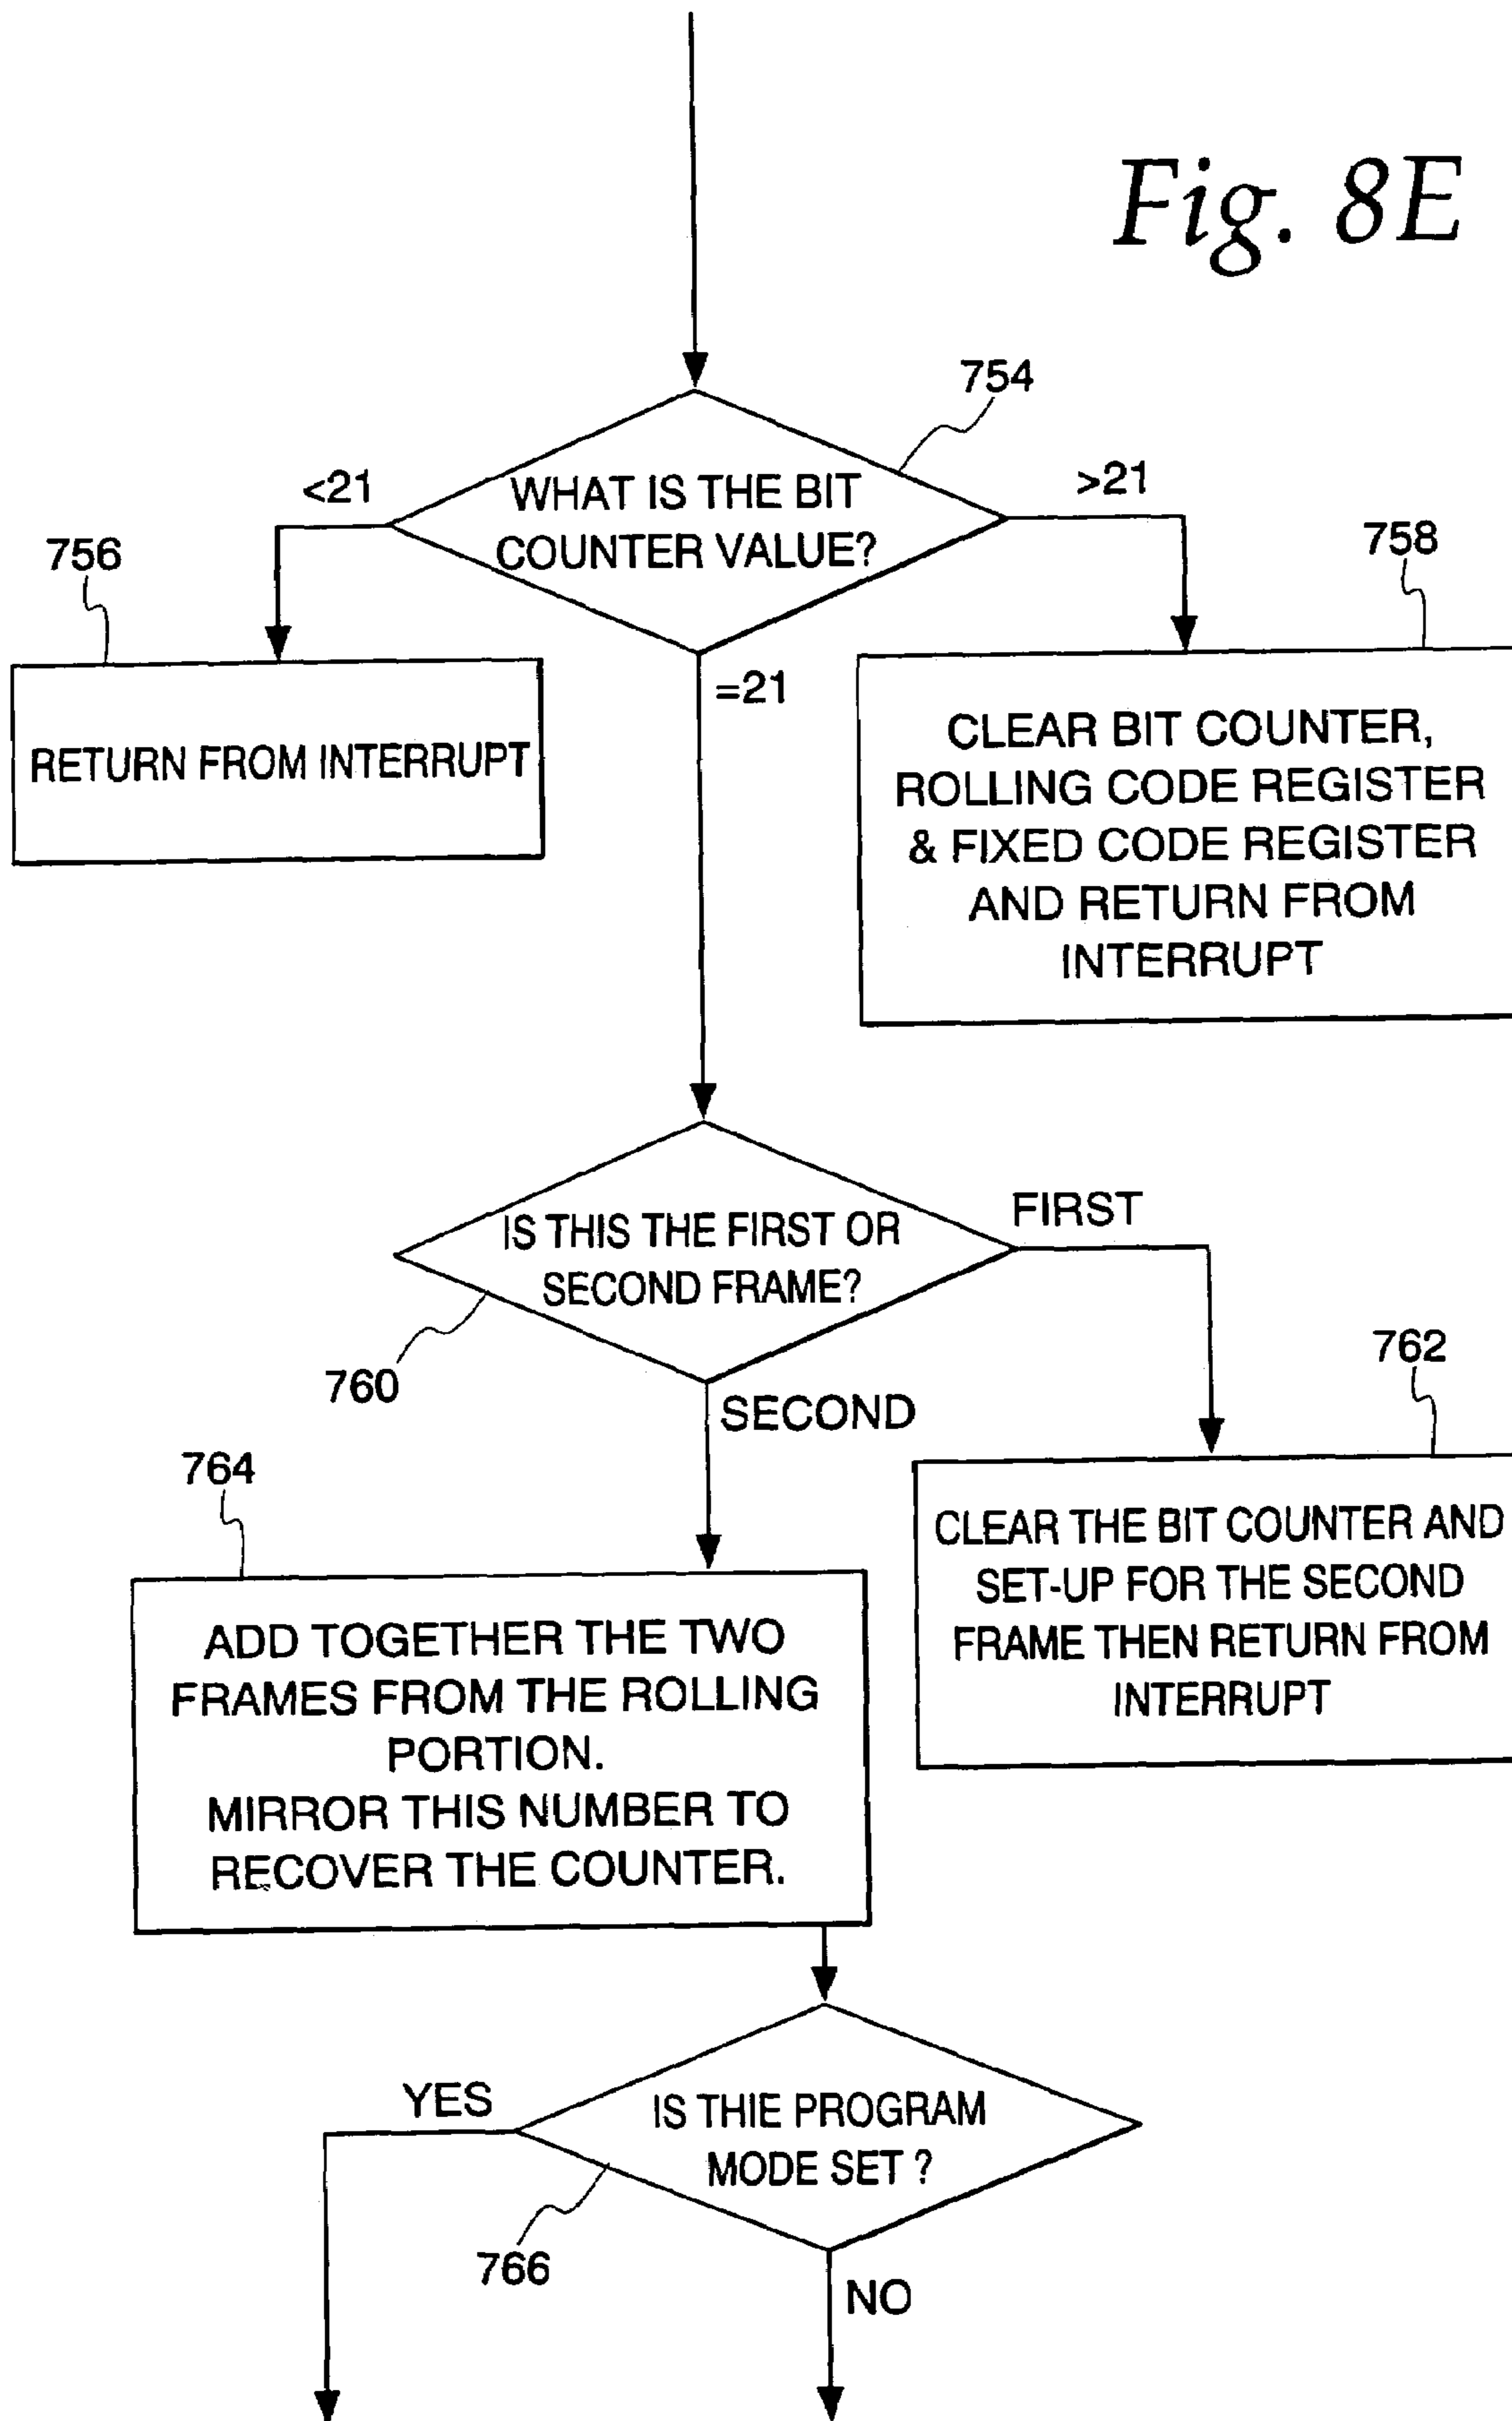 Fig. 8E
754
<21
WHAT IS THE BIT
COUNTER VALUE?
>21
756
758
=21
RETURN FROM INTERRUPT
CLEAR BIT COUNTER,
ROLLING CODE REGISTER
& FIXED CODE REGISTER
AND RETURN FROM
INTERRUPT
IS THIS THE FIRST OR
SECOND FRAME?
FIRST
760
762
SECOND
764
CLEAR THE BIT COUNTER AND
SET-UP FOR THE SECOND
FRAME THEN RETURN FROM
INTERRUPT
ADD TOGETHER THE TWO
FRAMES FROM THE ROLLING
PORTION.
MIRROR THIS NUMBER TO
RECOVER THE COUNTER.
YES
IS THIE PROGRAM
MODE SET ?
766
NO